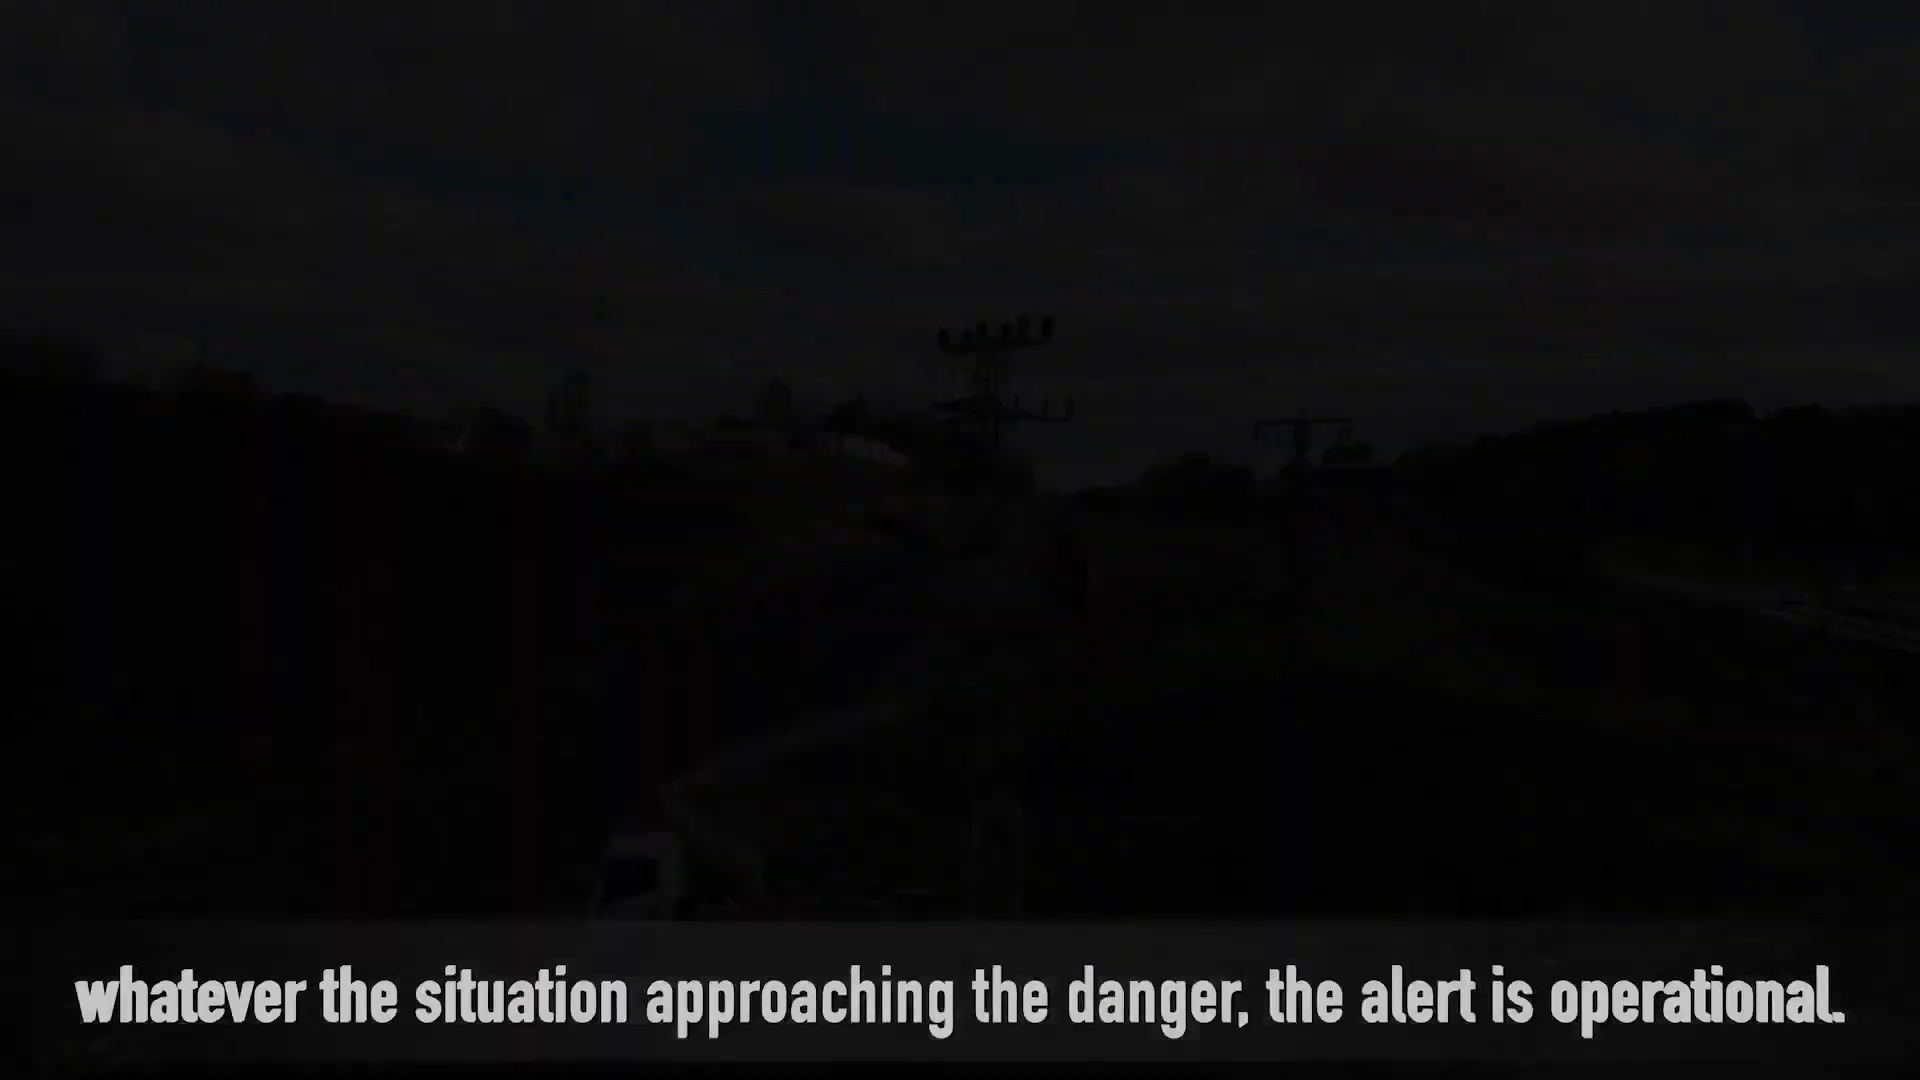 whatever the situation approaching the danger, the alert is operational.